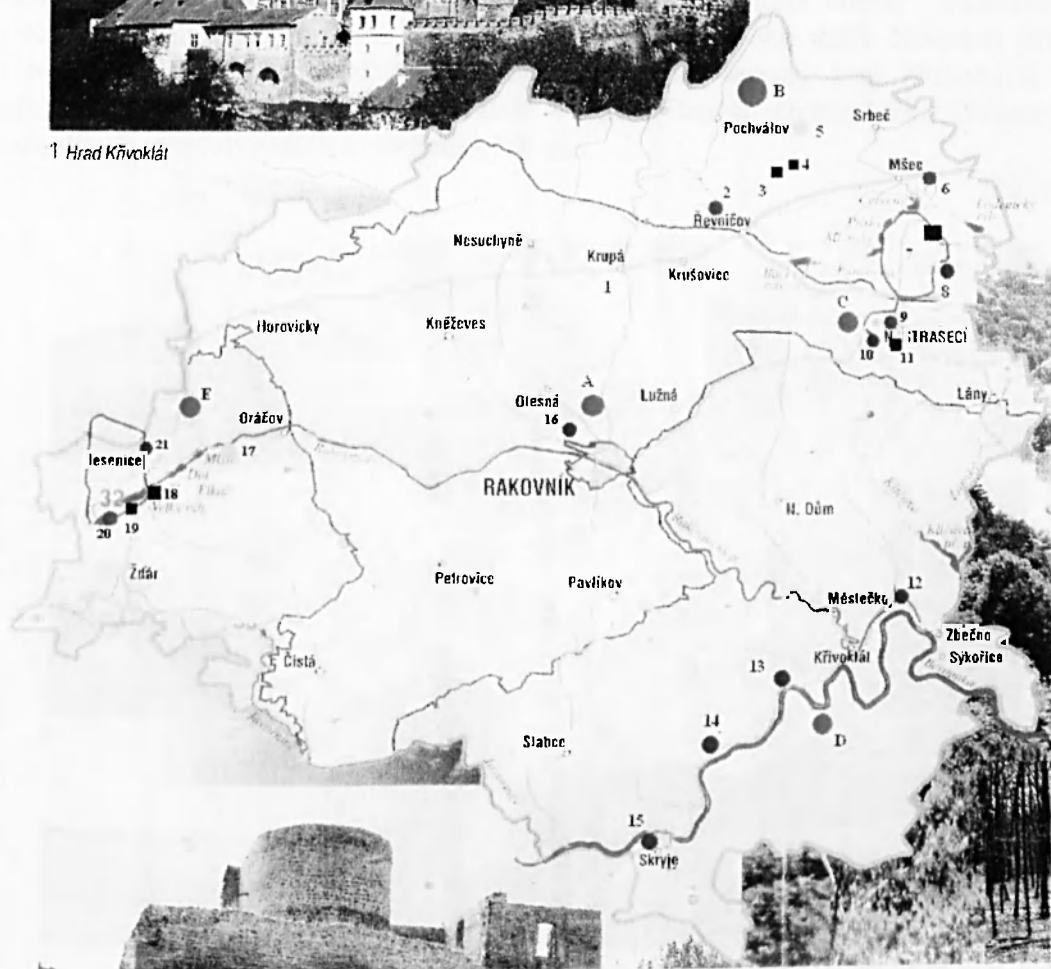 1 Hrad Křivoklát
B
Pochválov
5
Srbeč
3
4
Mšec
6
2
Řevničov
Nesuchyně
Krupá
1
Krušovice
8
C
9
STRAŠECÍ
10
11
Horovičky
Kněževes
E
Oráčov
17
Olesná
16
A
Lužná
Lány
21
Jesenice
32
18
19
20
RAKOVNÍK
N. Dům
Žďár
Petrovice
Pavlíkov
Městečko
12
Zbečno
Sýkořice
Křivoklát
Čistá
13
D
14
Slabce
15
Skryje